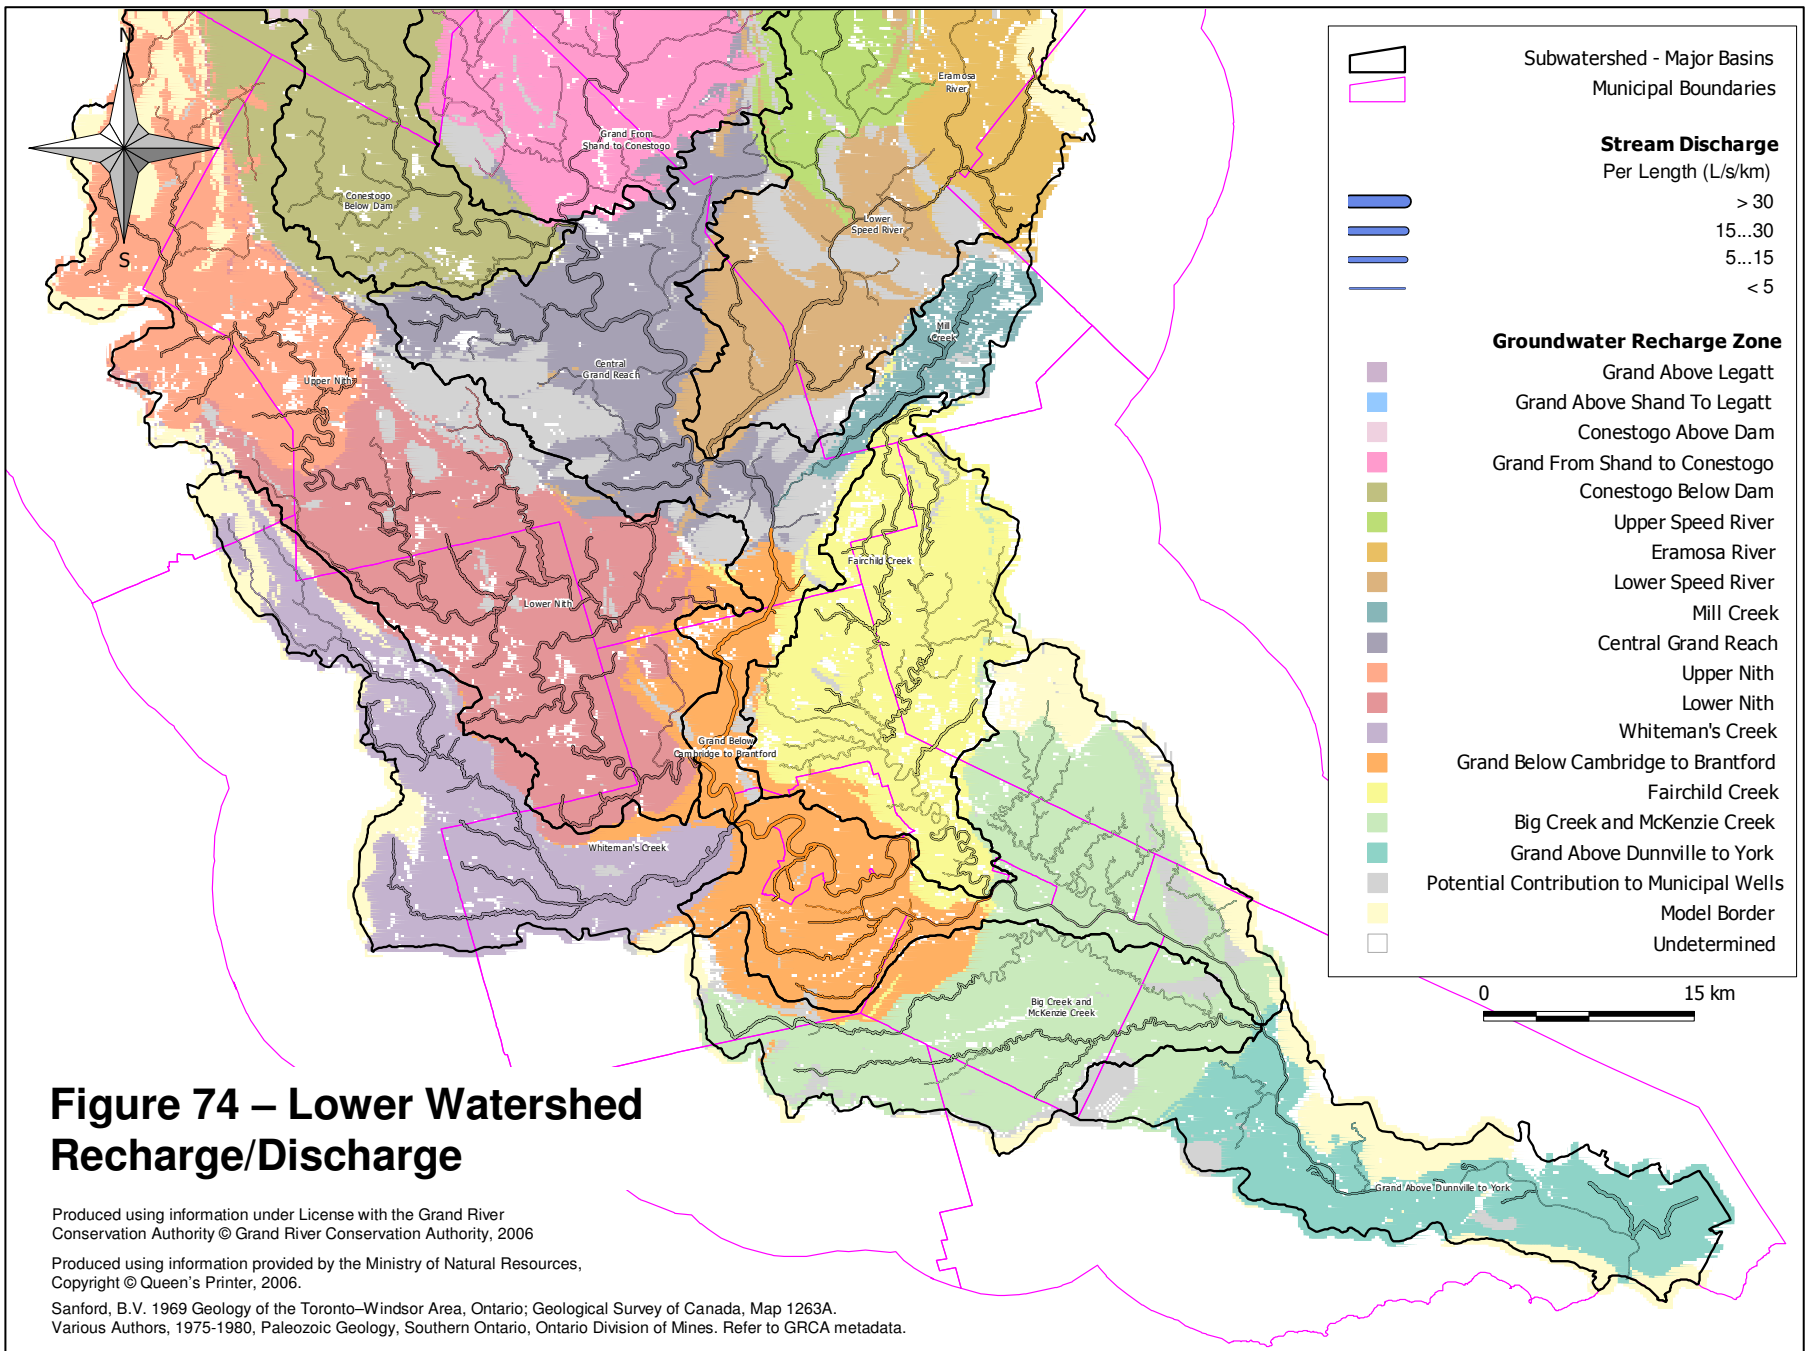 N
S
Eramosa
River
Grand From
Shand to Conestogo
Conestogo
Below Dam
Lower
Speed River
Mill
Creek
Central
Grand Reach
Upper Nith
Fairchild Creek
Lower Nith
Grand Below
Cambridge to Brantford
Whiteman's Creek
Big Creek and
McKenzie Creek
Grand Above Dunnville to York
Subwatershed - Major Basins
Municipal Boundaries
Stream Discharge
Per Length (L/s/km)
> 30
15...30
5...15
< 5
Groundwater Recharge Zone
Grand Above Legatt
Grand Above Shand To Legatt
Conestogo Above Dam
Grand From Shand to Conestogo
Conestogo Below Dam
Upper Speed River
Eramosa River
Lower Speed River
Mill Creek
Central Grand Reach
Upper Nith
Lower Nith
Whiteman's Creek
Grand Below Cambridge to Brantford
Fairchild Creek
Big Creek and McKenzie Creek
Grand Above Dunnville to York
Potential Contribution to Municipal Wells
Model Border
Undetermined
0 15 km
Figure 74 – Lower Watershed
Recharge/Discharge
Produced using information under License with the Grand River
Conservation Authority © Grand River Conservation Authority, 2006
Produced using information provided by the Ministry of Natural Resources,
Copyright © Queen's Printer, 2006.
Sanford, B.V. 1969 Geology of the Toronto–Windsor Area, Ontario; Geological Survey of Canada, Map 1263A.
Various Authors, 1975-1980, Paleozoic Geology, Southern Ontario, Ontario Division of Mines. Refer to GRCA metadata.